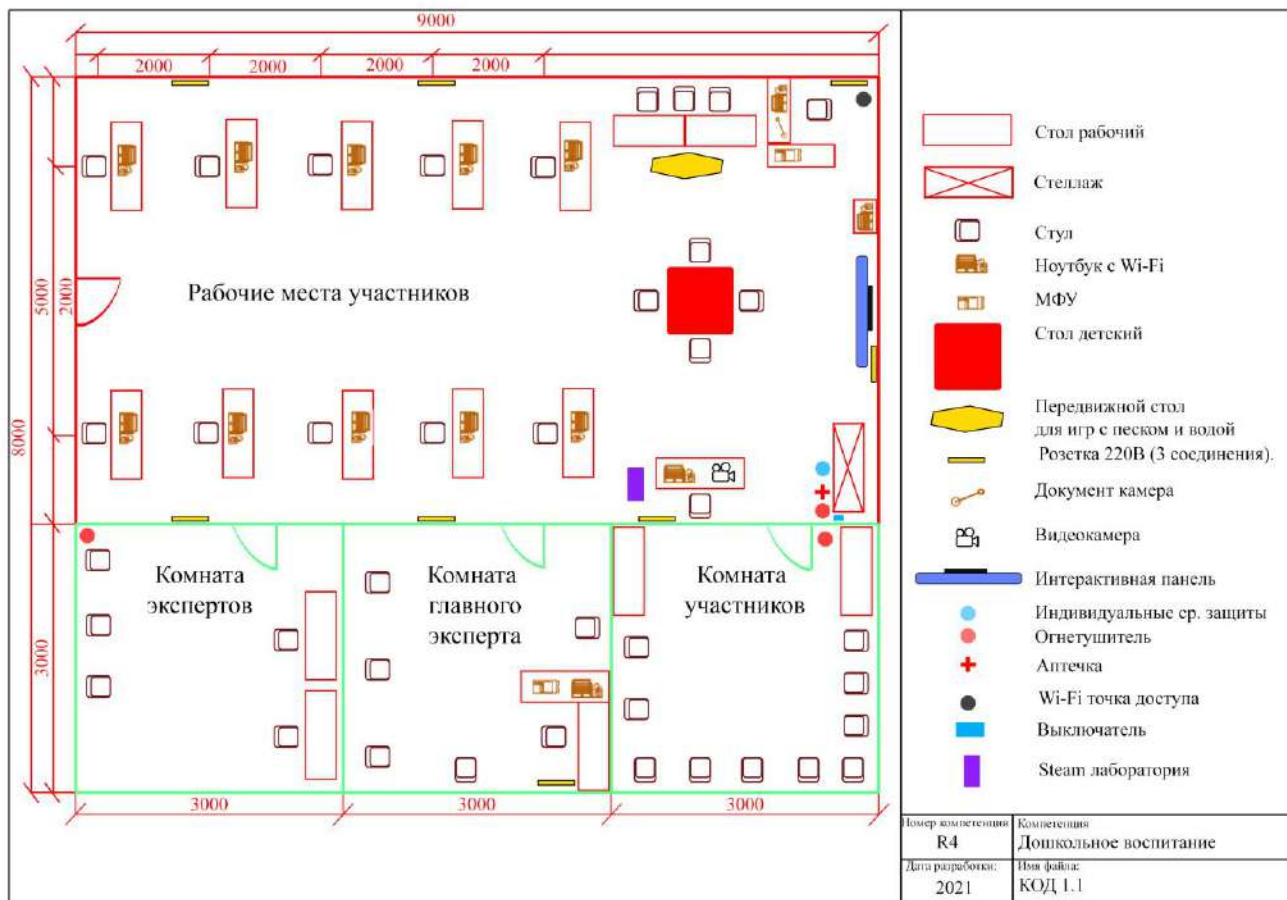 9000
2000
2000
2000
2000
8000
5000
2000
3000
Рабочие места участников
Комната
экспертов
Комната
главного
эксперта
Комната
участников
3000
3000
3000
Стол рабочий
Стеллаж
Стул
Ноутбук с Wi-Fi
МФУ
Стол детский
Передвижной стол
для игр с песком и водой
Розетка 220В (3 соединения).
Документ камера
Видеокамера
Интерактивная панель
Индивидуальные ср. защиты
Огнетушитель
Аптечка
Wi-Fi точка доступа
Выключатель
Steam лаборатория
Номер компетенции
R4
Компетенция
Дошкольное воспитание
Дата разработки:
2021
Имя файла:
КОД 1.1